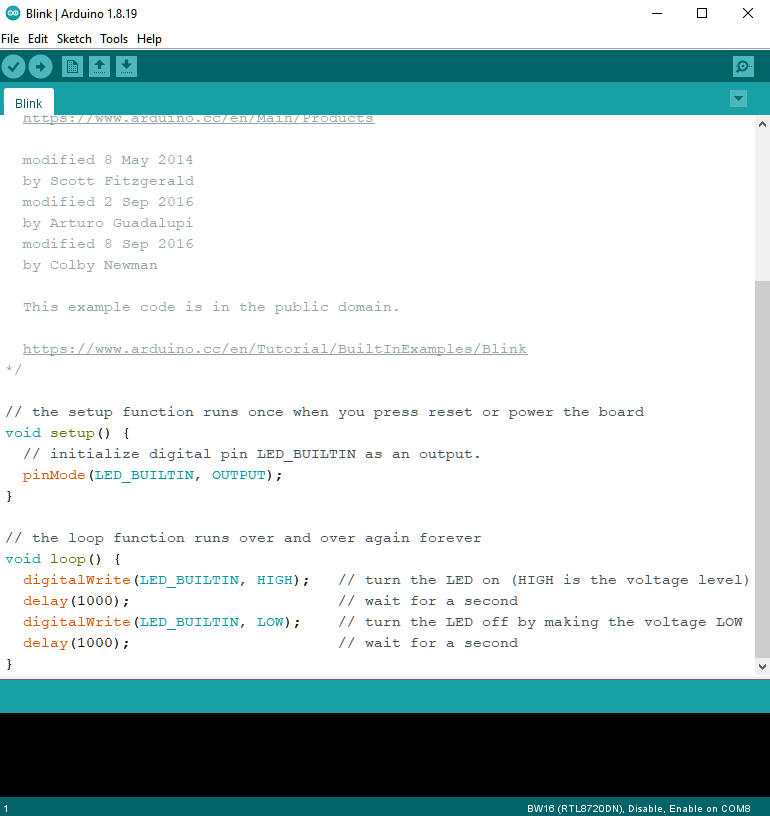 Blink | Arduino 1.8.19
File Edit Sketch Tools Help
Blink
https://www.arduino.cc/en/Main/Products
modified 8 May 2014
by Scott Fitzgerald
modified 2 Sep 2016
by Arturo Guadalupi
modified 8 Sep 2016
by Colby Newman
This example code is in the public domain.
https://www.arduino.cc/en/Tutorial/BuiltInExamples/Blink
*/
// the setup function runs once when you press reset or power the board
void setup() {
// initialize digital pin LED_BUILTIN as an output.
pinMode(LED_BUILTIN, OUTPUT);
}
// the loop function runs over and over again forever
void loop() {
digitalWrite(LED_BUILTIN, HIGH);   // turn the LED on (HIGH is the voltage level)
delay(1000);                       // wait for a second
digitalWrite(LED_BUILTIN, LOW);    // turn the LED off by making the voltage LOW
delay(1000);                       // wait for a second
}
1 BW16 (RTL8720DN), Disable, Enable on COM8